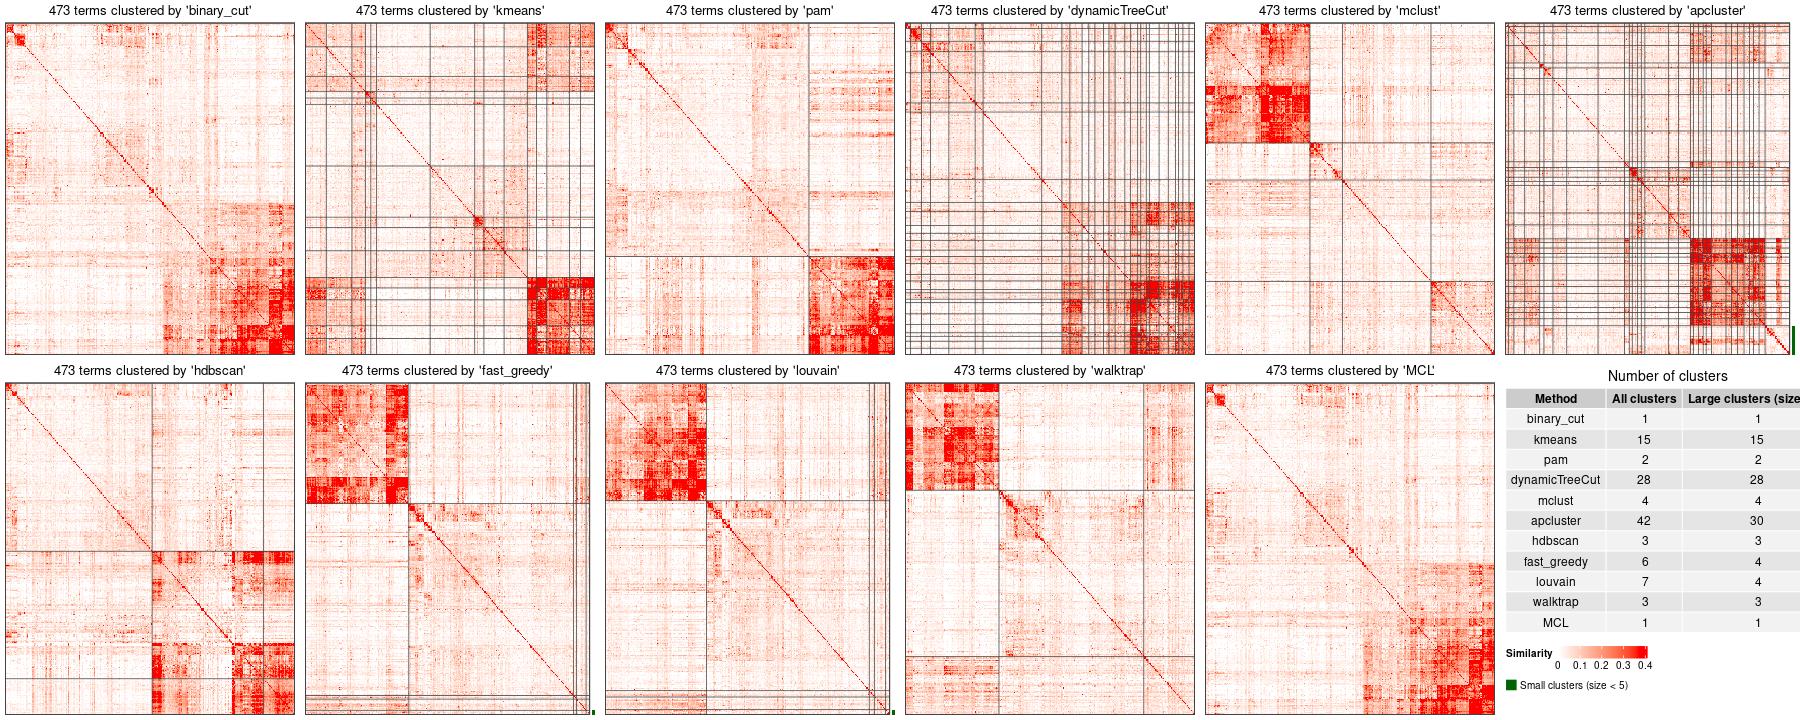 473 terms clustered by 'binary_cut'
473 terms clustered by 'kmeans'
473 terms clustered by 'pam'
473 terms clustered by 'dynamicTreeCut'
473 terms clustered by 'mclust'
473 terms clustered by 'apcluster'
473 terms clustered by 'hdbscan'
473 terms clustered by 'fast_greedy'
473 terms clustered by 'louvain'
473 terms clustered by 'walktrap'
473 terms clustered by 'MCL'
Number of clusters
Method All clusters Large clusters (size
binary_cut 1 1
kmeans 15 15
pam 2 2
dynamicTreeCut 28 28
mclust 4 4
apcluster 42 30
hdbscan 3 3
fast_greedy 6 4
louvain 7 4
walktrap 3 3
MCL 1 1
Similarity
0 0.1 0.2 0.3 0.4
Small clusters (size < 5)